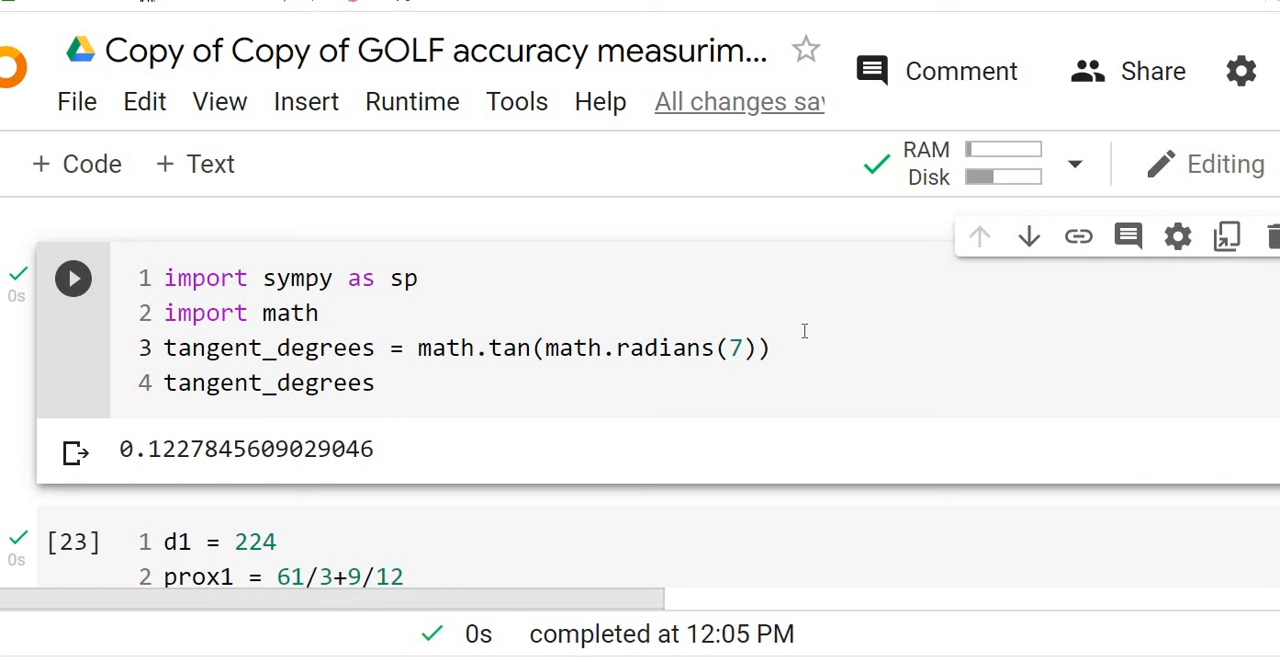 Copy of Copy of GOLF accuracy measurim...
Comment
Share
File Edit View Insert Runtime Tools Help All changes sav
+ Code + Text
RAM
Disk
Editing
0s
1 import sympy as sp
2 import math
3 tangent_degrees = math.tan(math.radians(7))
4 tangent_degrees
0.1227845609029046
0s
[23]
1 d1 = 224
2 prox1 = 61/3+9/12
0s completed at 12:05 PM